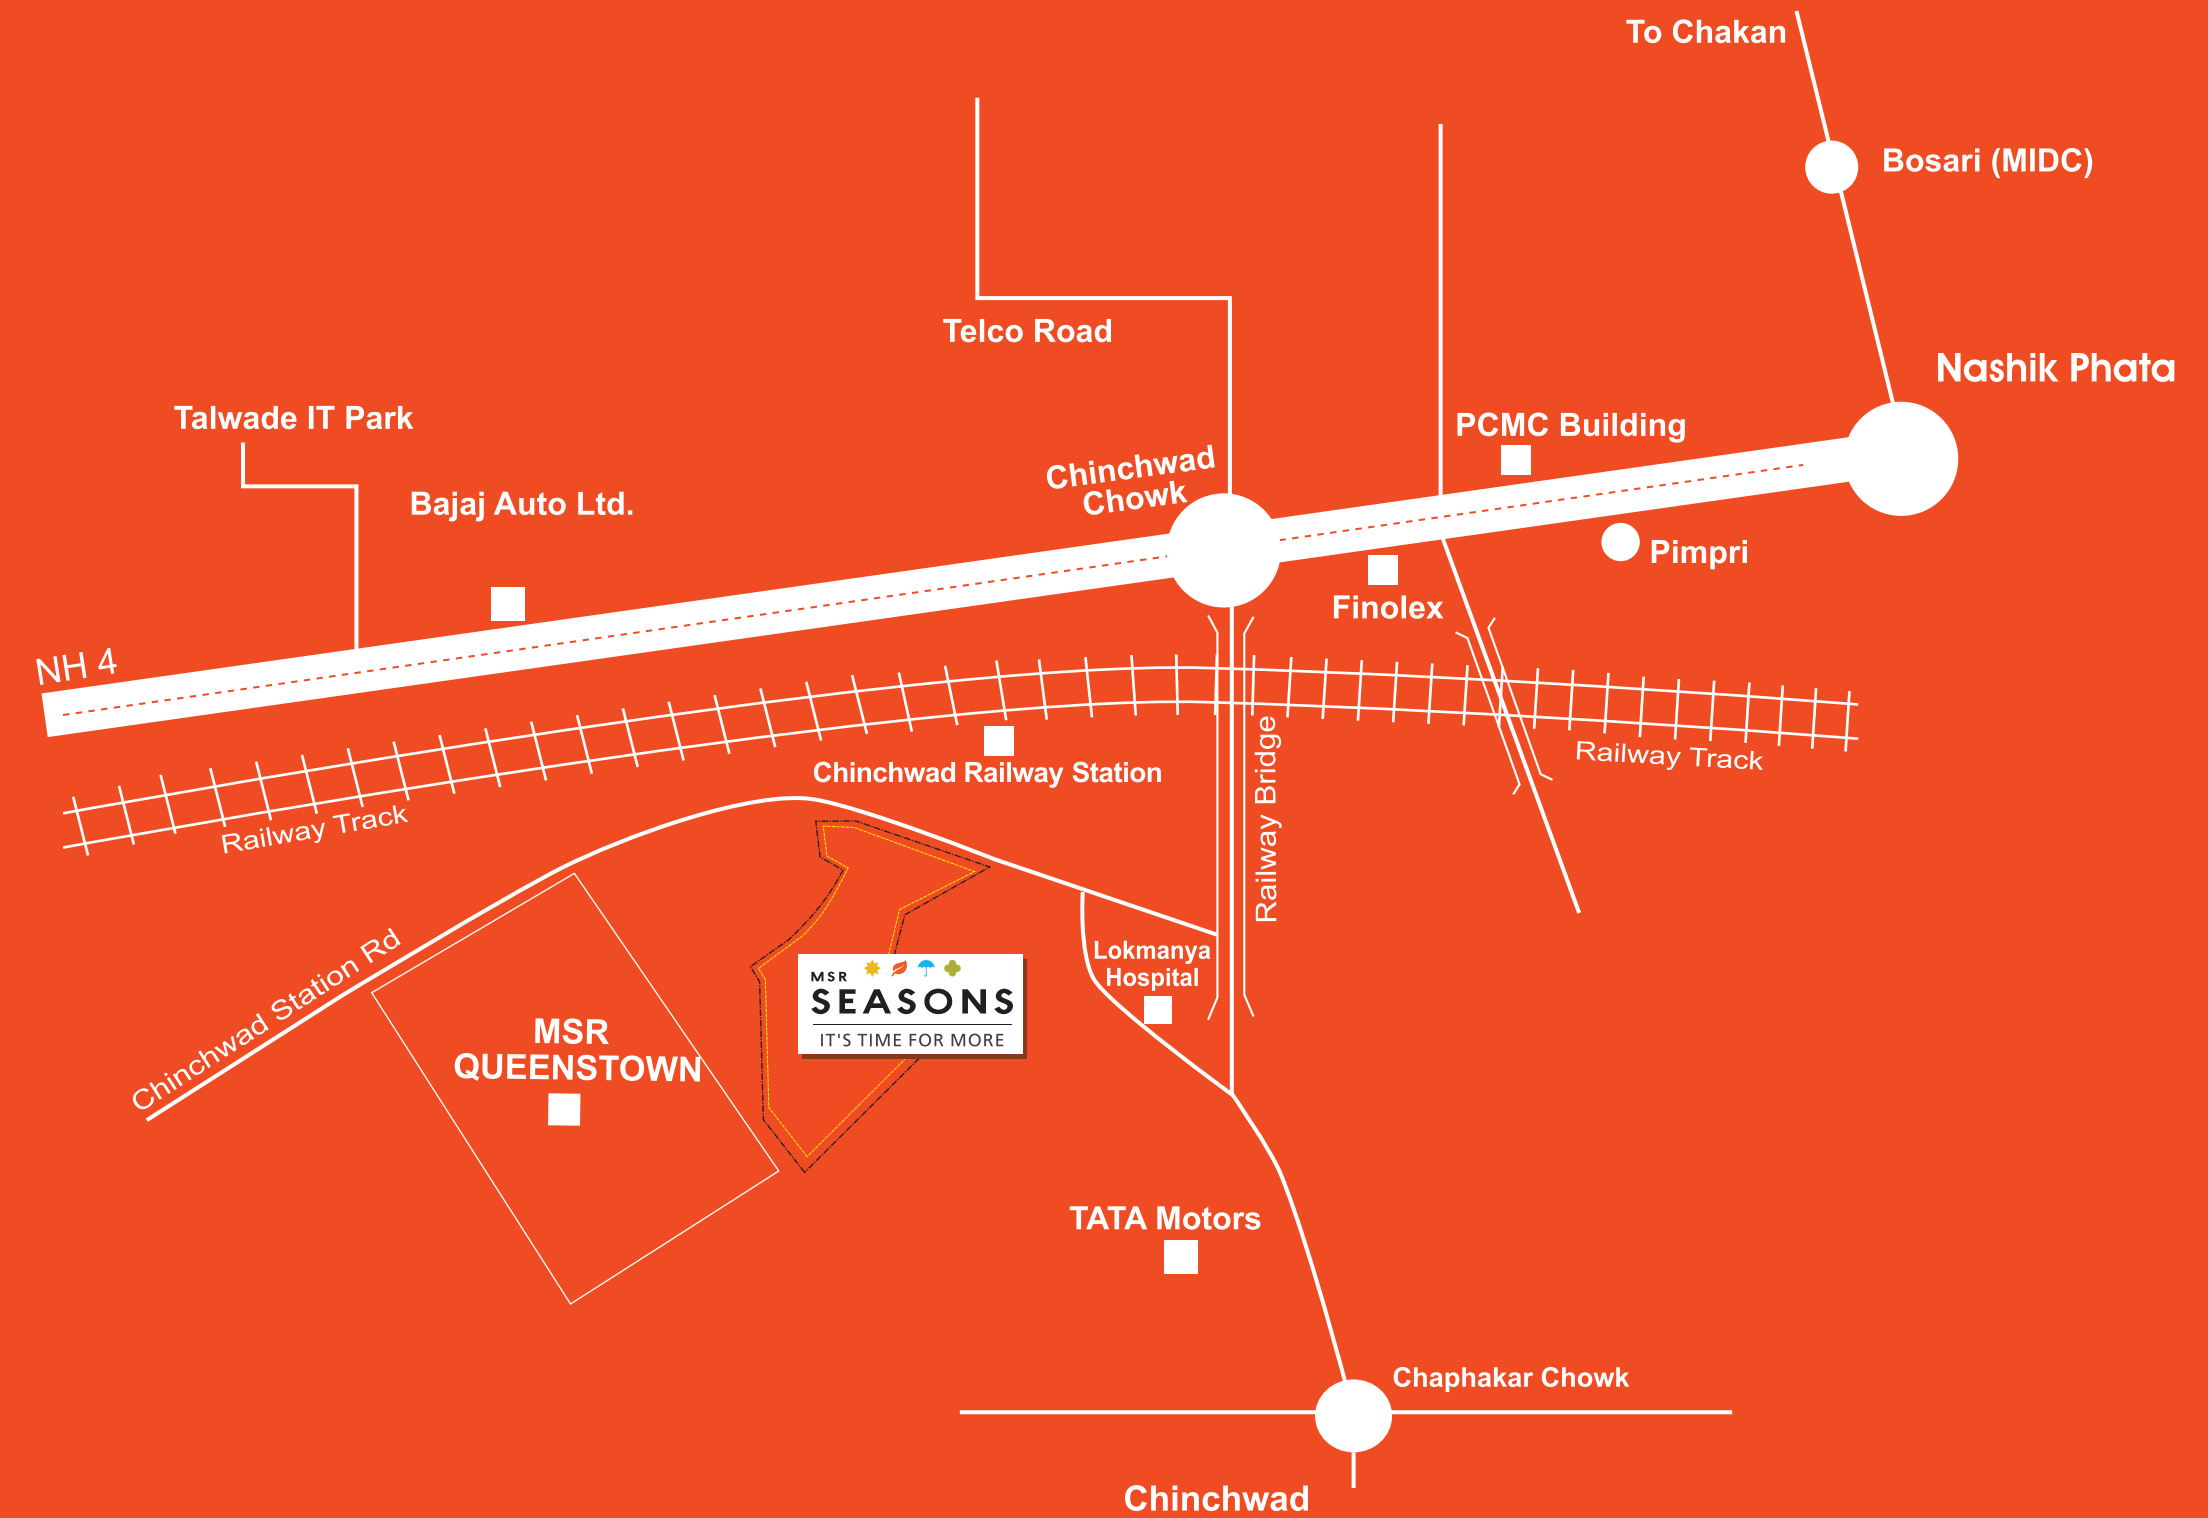 To Chakan
Bosari (MIDC)
Telco Road
Nashik Phata
Talwade IT Park
PCMC Building
Bajaj Auto Ltd.
Chinchwad
Chowk
Pimpri
Finolex
NH 4
Railway Track
Chinchwad Railway Station
Railway Bridge
Railway Track
Chinchwad Station Rd
Lokmanya
Hospital
MSR
SEASONS
IT'S TIME FOR MORE
MSR
QUEENSTOWN
TATA Motors
Chaphakar Chowk
Chinchwad